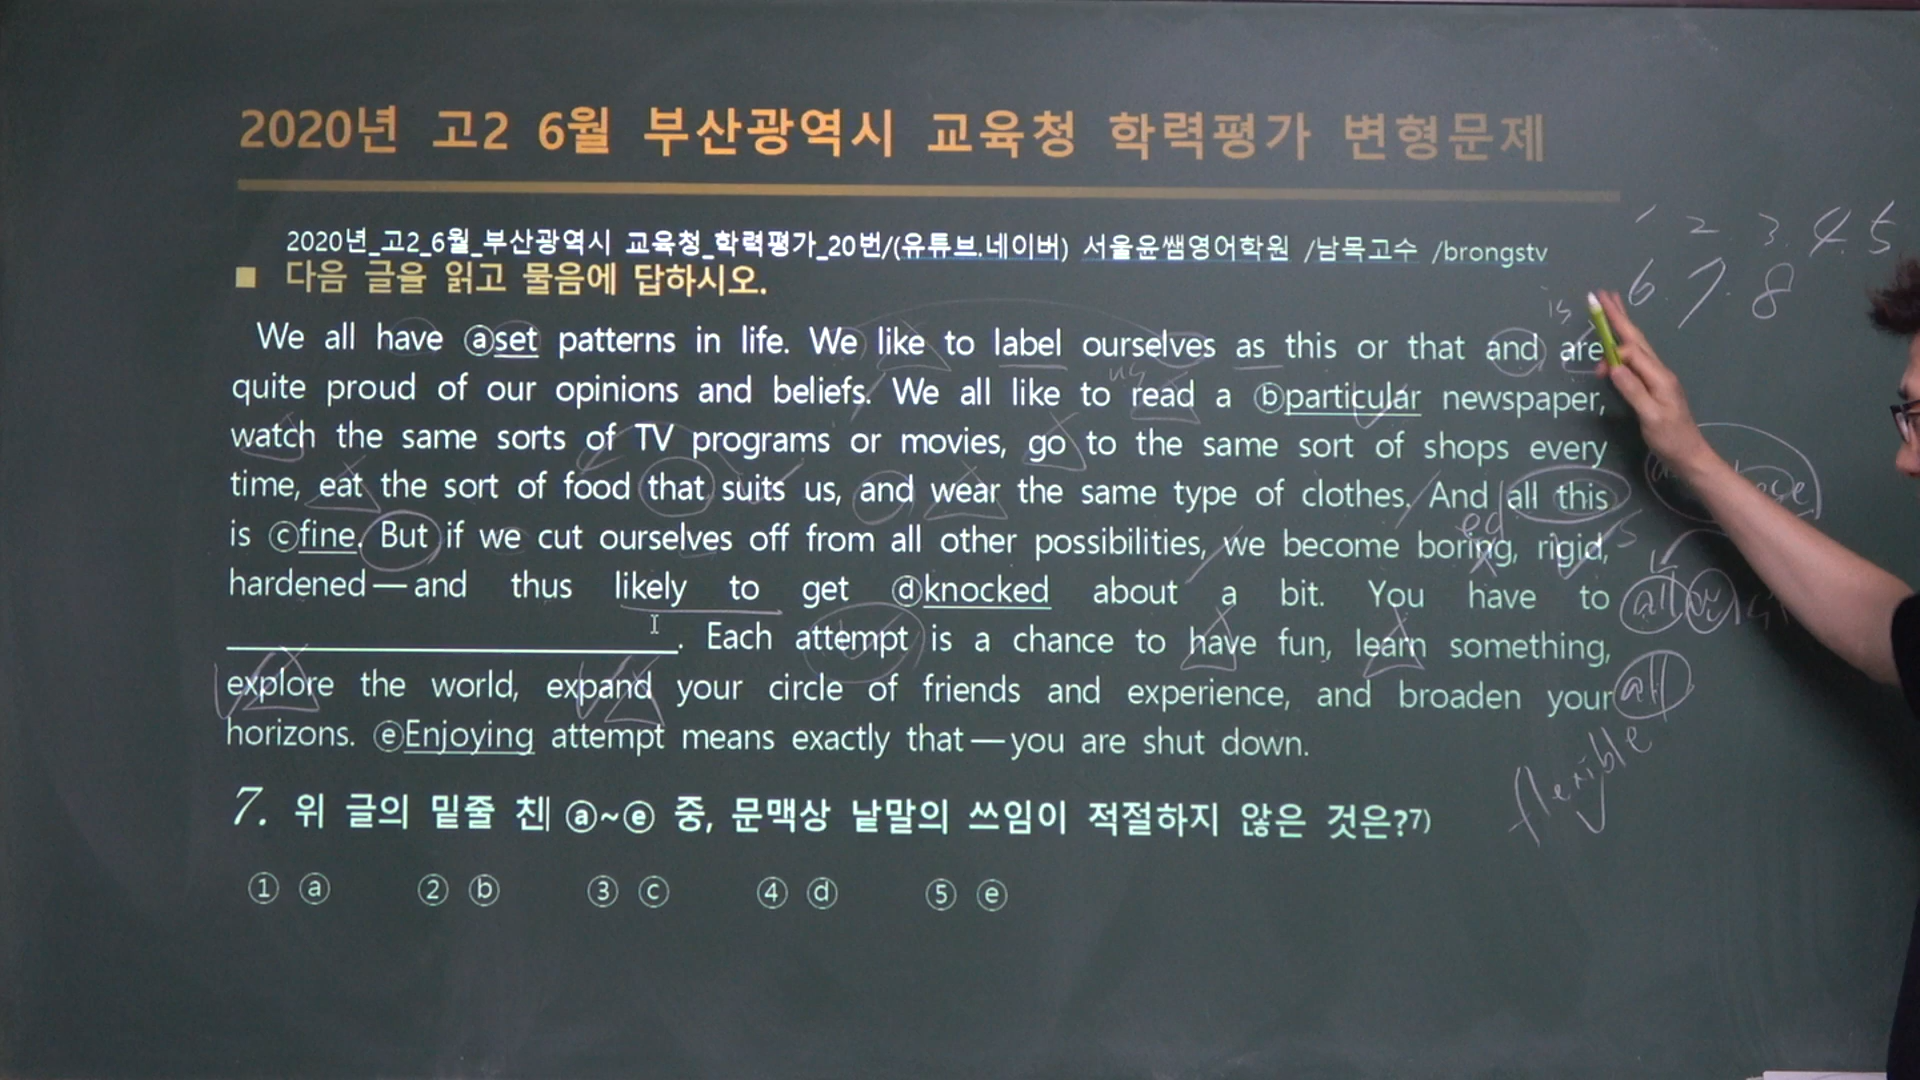 2020년 고2 6월 부산광역시 교육청 학력평가 변형문제
2020년_고2_6월_부산광역시 교육청_학력평가_20번/(유튜브.네이버) 서울윤쌤영어학원 /남목고수 /brongstv
■ 다음 글을 읽고 물음에 답하시오.
1 2 3. 4. 5
6. 7. 8
is
We all have ⓐset patterns in life. We like to label ourselves as this or that and are
quite proud of our opinions and beliefs. We all like to read a ⓑparticular newspaper,
watch the same sorts of TV programs or movies, go to the same sort of shops every
time, eat the sort of food that suits us, and wear the same type of clothes. And all this
is ⓒfine. But if we cut ourselves off from all other possibilities, we become boring, rigid,
ed
hardened—and thus likely to get ⓓknocked about a bit. You have to
all
____________________. Each attempt is a chance to have fun, learn something,
explore the world, expand your circle of friends and experience, and broaden your
all
horizons. ⓔEnjoying attempt means exactly that—you are shut down.
flexible
7. 위 글의 밑줄 친 ⓐ~ⓔ 중, 문맥상 낱말의 쓰임이 적절하지 않은 것은?7)
① ⓐ ② ⓑ ③ ⓒ ④ ⓓ ⑤ ⓔ